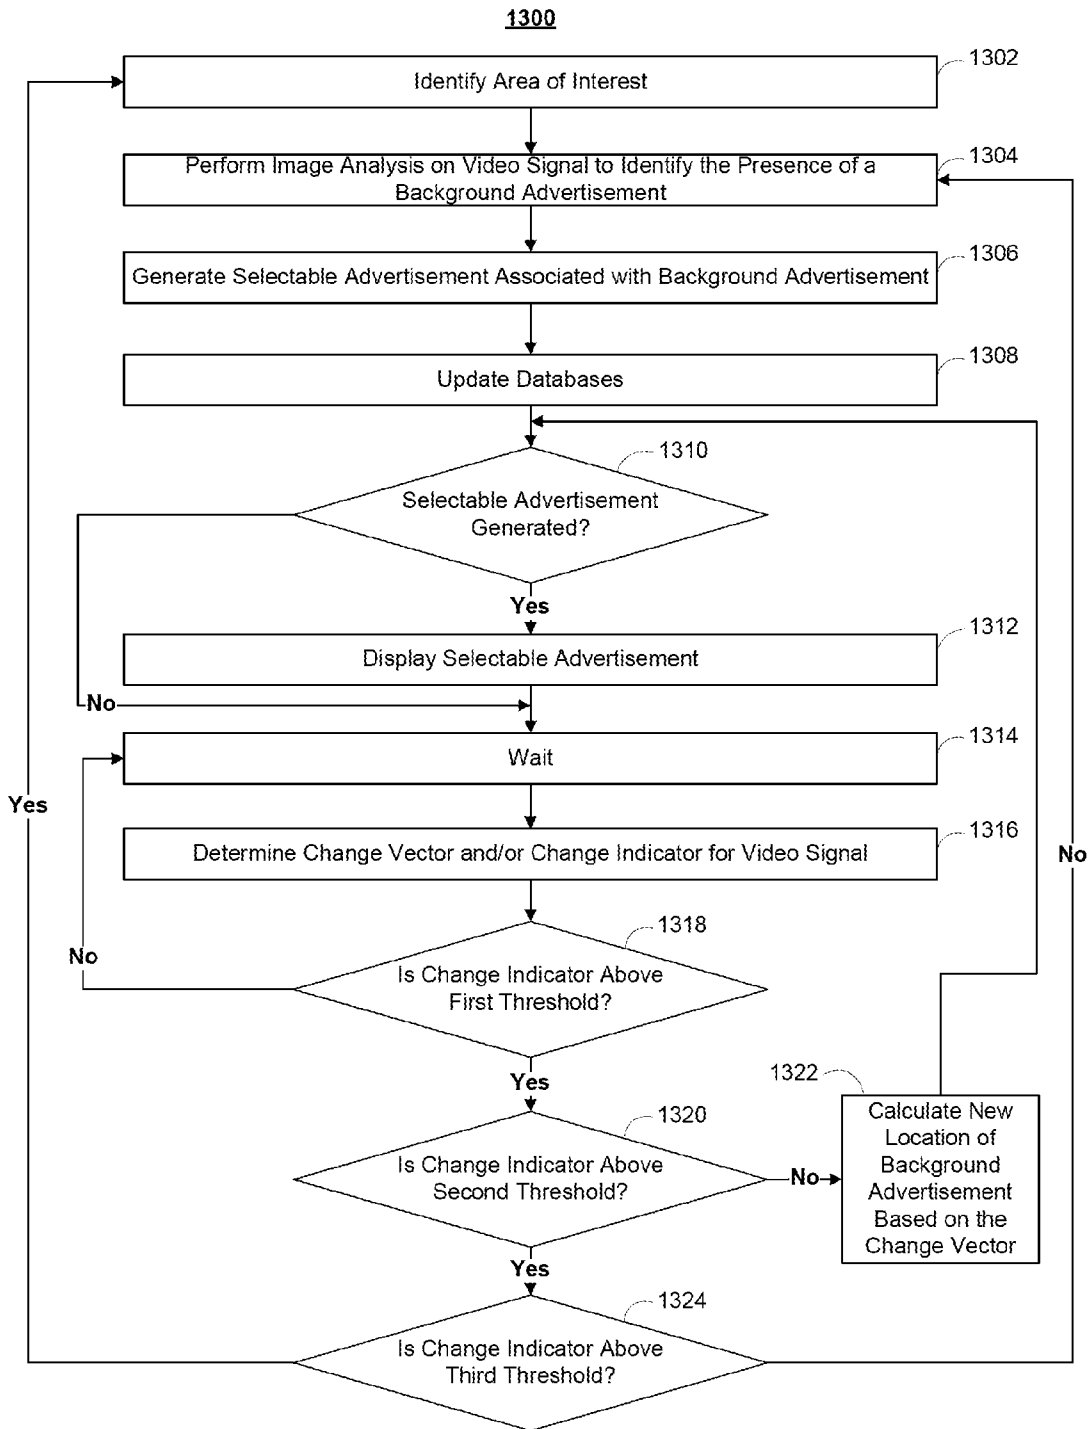 1300
1302
Identify Area of Interest
1304
Perform Image Analysis on Video Signal to Identify the Presence of a
Background Advertisement
1306
Generate Selectable Advertisement Associated with Background Advertisement
1308
Update Databases
1310
Selectable Advertisement
Generated?
Yes
1312
Display Selectable Advertisement
No
1314
Wait
Yes
1316
Determine Change Vector and/or Change Indicator for Video Signal
No
1318
No
Is Change Indicator Above
First Threshold?
Yes
1322
1320
Calculate New
Location of
Background
Advertisement
Based on the
Change Vector
Is Change Indicator Above
Second Threshold?
No
Yes
1324
Is Change Indicator Above
Third Threshold?